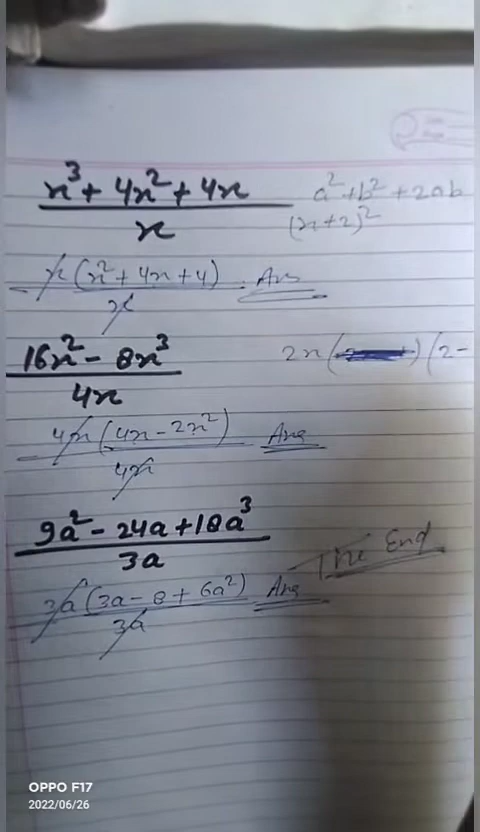 x³ + 4x² + 4x
a² + b² + 2ab
x
(x+2)²
x(x² + 4x + 4) Ans
x
16x² - 8x³
2x( ) (2-
4x
4x(4x - 2x²) Ans
4x
9a² - 24a + 18a³
3a
The End
3a(3a - 8 + 6a²) Ans
3a
OPPO F17
2022/06/26